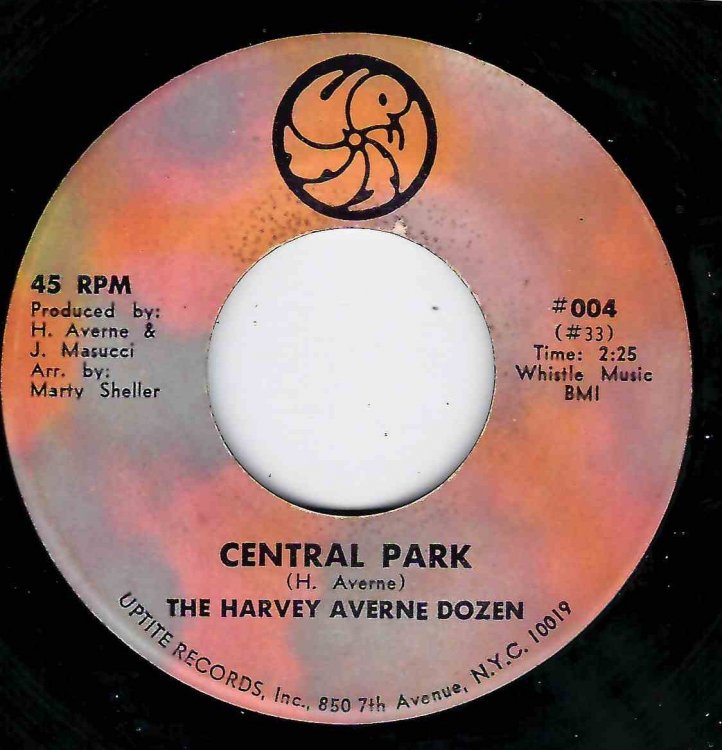 45 RPM
Produced by:
H. Averne &
J. Masucci
Arr. by:
Marty Sheller
#004
(#33)
Time: 2:25
Whistle Music
BMI
CENTRAL PARK
(H. Averne)
THE HARVEY AVERNE DOZEN
UPTITE RECORDS, Inc., 850 7th Avenue, N.Y.C. 10019